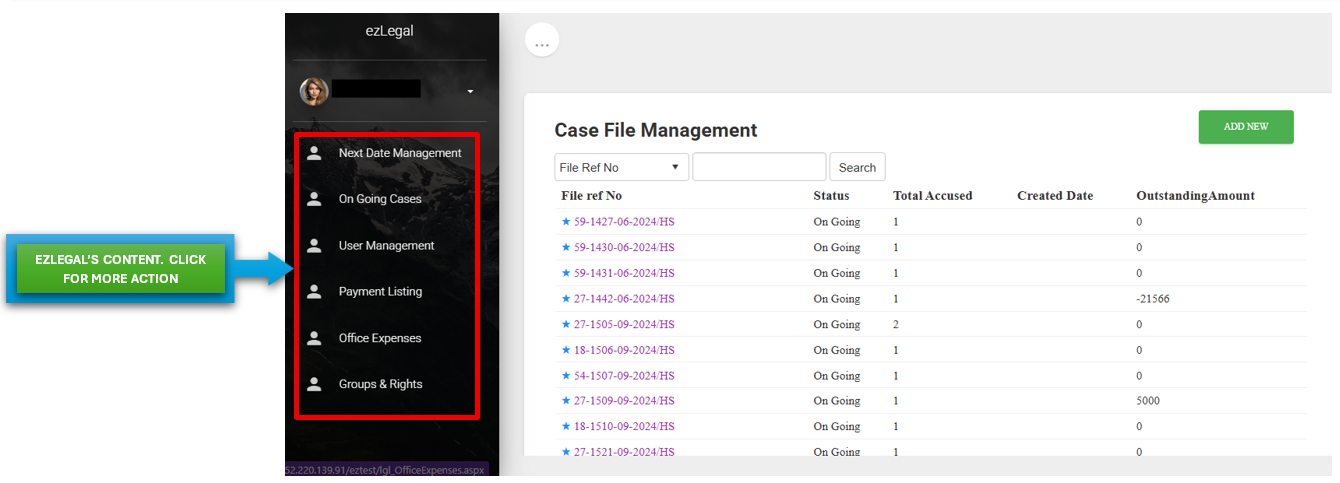 ezLegal
...
Next Date Management
On Going Cases
User Management
Payment Listing
Office Expenses
Groups & Rights
EZLEGAL'S CONTENT. CLICK
FOR MORE ACTION
52.220.139.91/eztest/lgl_OfficeExpenses.aspx
Case File Management
ADD NEW
File Ref No Search
File ref No Status Total Accused Created Date OutstandingAmount
59-1427-06-2024/HS On Going 1 0
59-1430-06-2024/HS On Going 1 0
59-1431-06-2024/HS On Going 1 0
27-1442-06-2024/HS On Going 1 -21566
27-1505-09-2024/HS On Going 2 0
18-1506-09-2024/HS On Going 1 0
54-1507-09-2024/HS On Going 1 0
27-1509-09-2024/HS On Going 1 5000
18-1510-09-2024/HS On Going 1 0
27-1521-09-2024/HS On Going 1 0